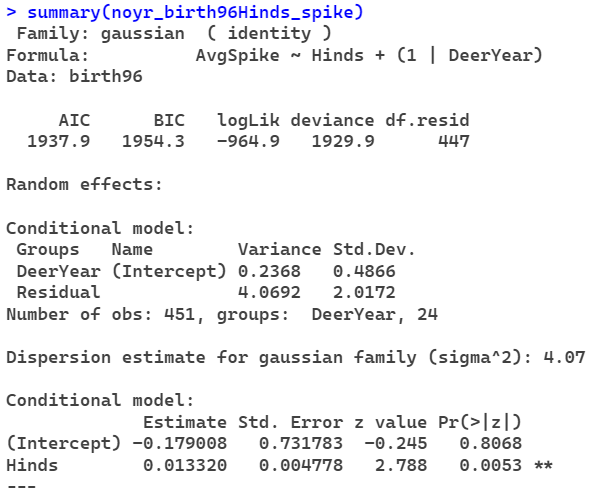 > summary(noyr_birth96Hinds_spike)
Family: gaussian ( identity )
Formula: AvgSpike ~ Hinds + (1 | DeerYear)
Data: birth96
AIC BIC logLik deviance df.resid
1937.9 1954.3 -964.9 1929.9 447
Random effects:
Conditional model:
Groups Name Variance Std.Dev.
DeerYear (Intercept) 0.2368 0.4866
Residual 4.0692 2.0172
Number of obs: 451, groups: DeerYear, 24
Dispersion estimate for gaussian family (sigma^2): 4.07
Conditional model:
Estimate Std. Error z value Pr(>|z|)
(Intercept) -0.179008 0.731783 -0.245 0.8068
Hinds 0.013320 0.004778 2.788 0.0053 **
---